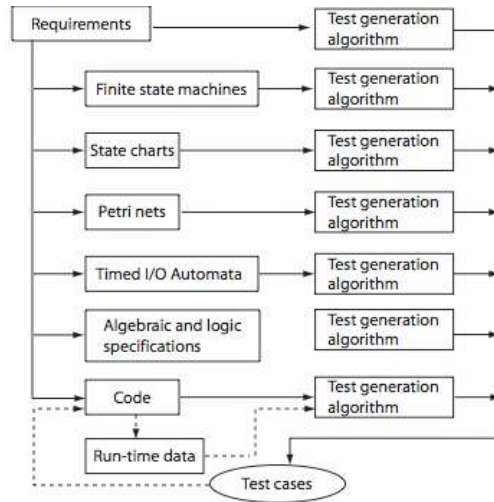 Requirements
Test generation
algorithm
Finite state machines
Test generation
algorithm
State charts
Test generation
algorithm
Petri nets
Test generation
algorithm
Timed I/O Automata
Test generation
algorithm
Algebraic and logic
specifications
Test generation
algorithm
Code
Test generation
algorithm
Run-time data
Test cases